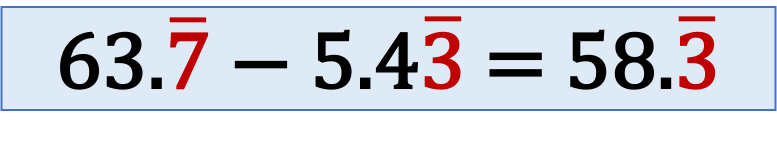 63.7̅ − 5.43̅ = 58.3̅